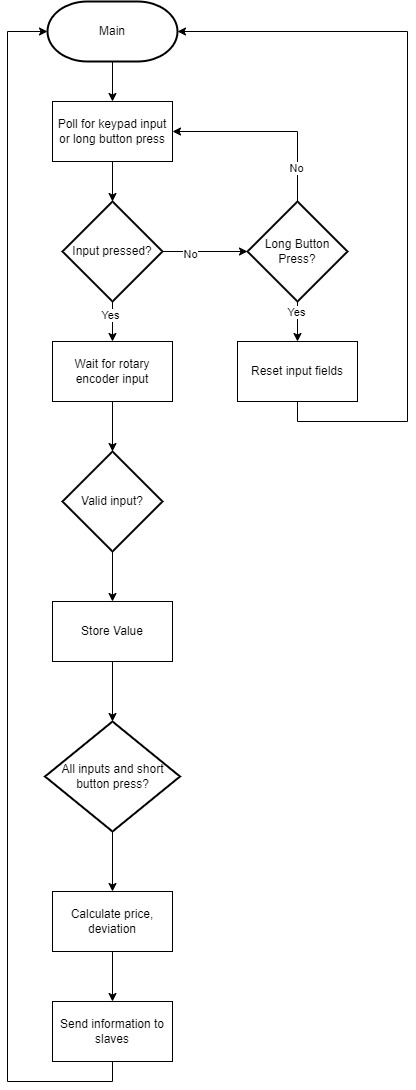 Main
Poll for keypad input
or long button press
No
Input pressed?
No
Long Button
Press?
Yes
Yes
Wait for rotary
encoder input
Reset input fields
Valid input?
Store Value
All inputs and short
button press?
Calculate price,
deviation
Send information to
slaves